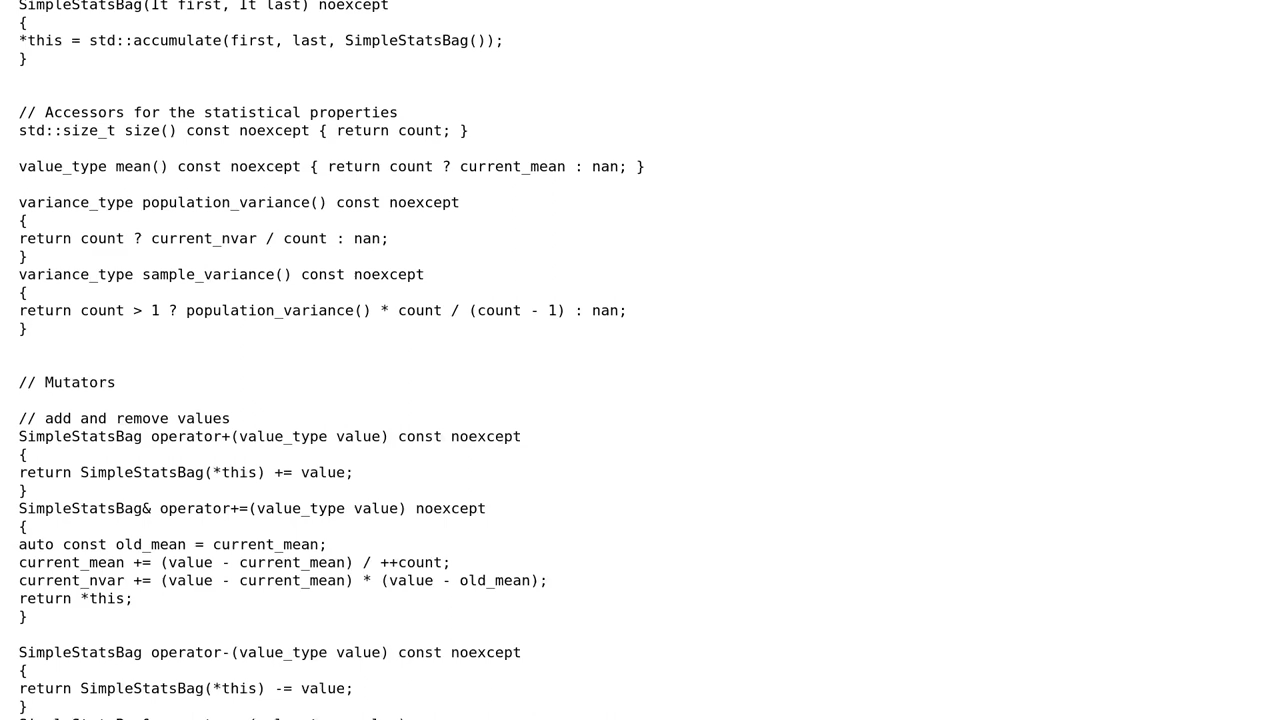 SimpleStatsBag(It first, It last) noexcept
{
*this = std::accumulate(first, last, SimpleStatsBag());
}
// Accessors for the statistical properties
std::size_t size() const noexcept { return count; }
value_type mean() const noexcept { return count ? current_mean : nan; }
variance_type population_variance() const noexcept
{
return count ? current_nvar / count : nan;
}
variance_type sample_variance() const noexcept
{
return count > 1 ? population_variance() * count / (count - 1) : nan;
}
// Mutators
// add and remove values
SimpleStatsBag operator+(value_type value) const noexcept
{
return SimpleStatsBag(*this) += value;
}
SimpleStatsBag& operator+=(value_type value) noexcept
{
auto const old_mean = current_mean;
current_mean += (value - current_mean) / ++count;
current_nvar += (value - current_mean) * (value - old_mean);
return *this;
}
SimpleStatsBag operator-(value_type value) const noexcept
{
return SimpleStatsBag(*this) -= value;
}